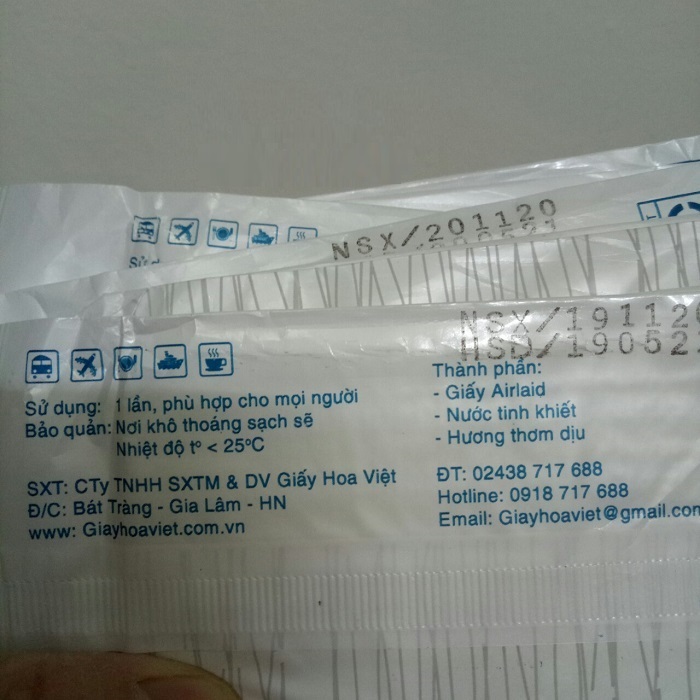 NSX/201120
Sử d
NSX/191120
HSD/190521
Sử dụng: 1 lần, phù hợp cho mọi người
Bảo quản: Nơi khô thoáng sạch sẽ
Nhiệt độ t° < 25°C
SXT: CTy TNHH SXTM & DV Giấy Hoa Việt
Đ/C: Bát Tràng - Gia Lâm - HN
www: Giayhoaviet.com.vn
Thành phần:
- Giấy Airlaid
- Nước tinh khiết
- Hương thơm dịu
ĐT: 02438 717 688
Hotline: 0918 717 688
Email: Giayhoaviet@gmail.com